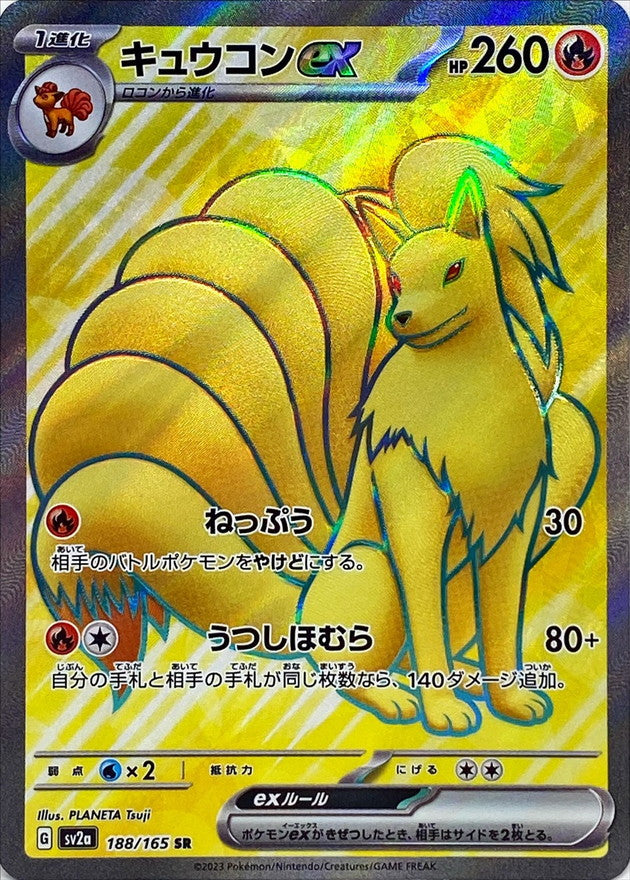 1進化
キュウコンex
HP 260
ロコンから進化
ねっぷう 30
相手のバトルポケモンをやけどにする。
うつしほむら 80+
自分の手札と相手の手札が同じ枚数なら、140ダメージ追加。
弱点 ×2 抵抗力 にげる
exルール
ポケモンexがきぜつしたとき、相手はサイドを2枚とる。
Illus. PLANETA Tsuji
G sv2a 188/165 SR
©2023 Pokémon/Nintendo/Creatures/GAME FREAK